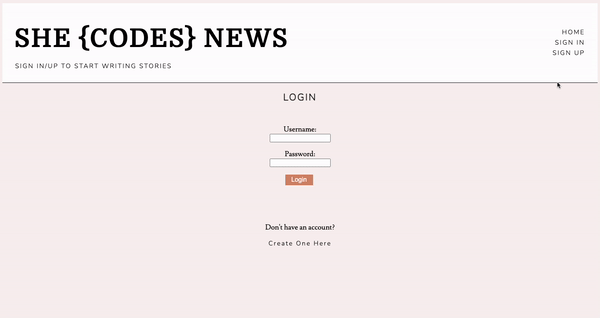 SHE {CODES} NEWS
SIGN IN/UP TO START WRITING STORIES
HOME
SIGN IN
SIGN UP
LOGIN
Username:
Password:
Login
Don't have an account?
Create One Here